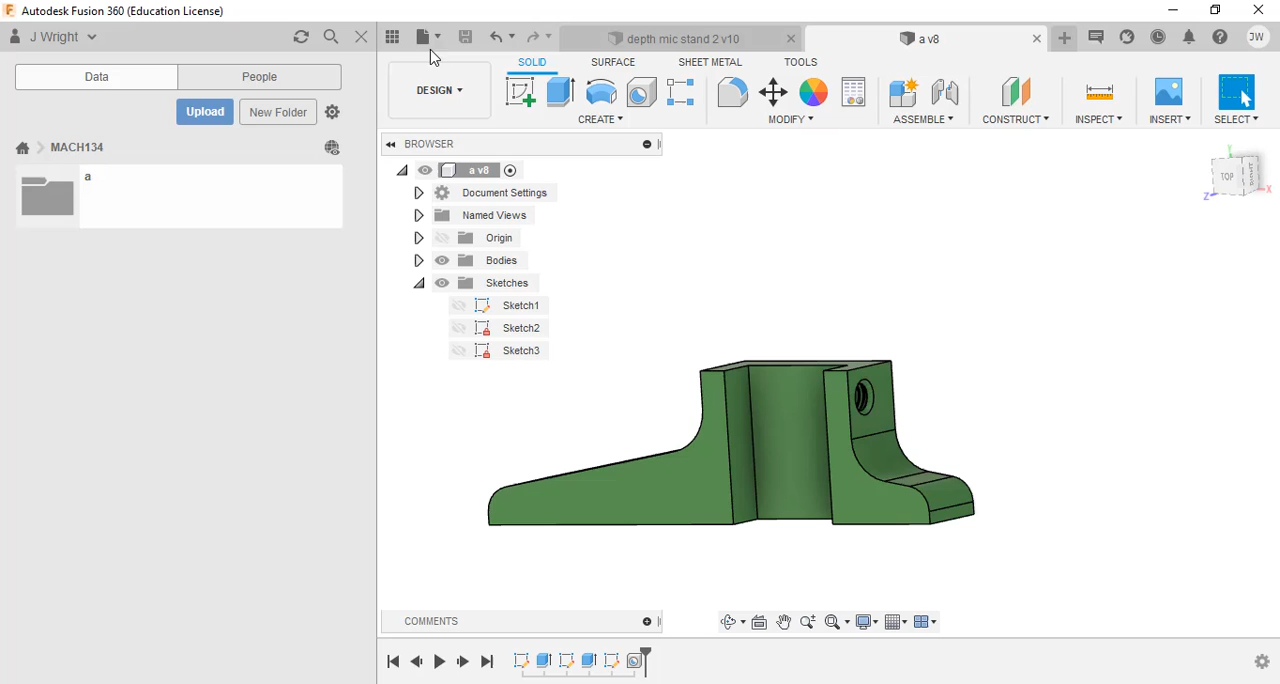 Autodesk Fusion 360 (Education License)
J Wright
depth mic stand 2 v10
a v8
JW
Data
People
SOLID
SURFACE
SHEET METAL
TOOLS
DESIGN
Upload
New Folder
CREATE
MODIFY
ASSEMBLE
CONSTRUCT
INSPECT
INSERT
SELECT
MACH134
BROWSER
a
a v8
Document Settings
Named Views
Origin
Bodies
Sketches
Sketch1
Sketch2
Sketch3
Y
TOP
RIGHT
Z
X
COMMENTS